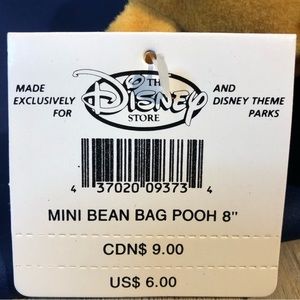 MADE
EXCLUSIVELY
FOR
THE
DISNEY
STORE
AND
DISNEY THEME
PARKS
4 37020 09373 4
MINI BEAN BAG POOH 8"
CDN$ 9.00
US$ 6.00